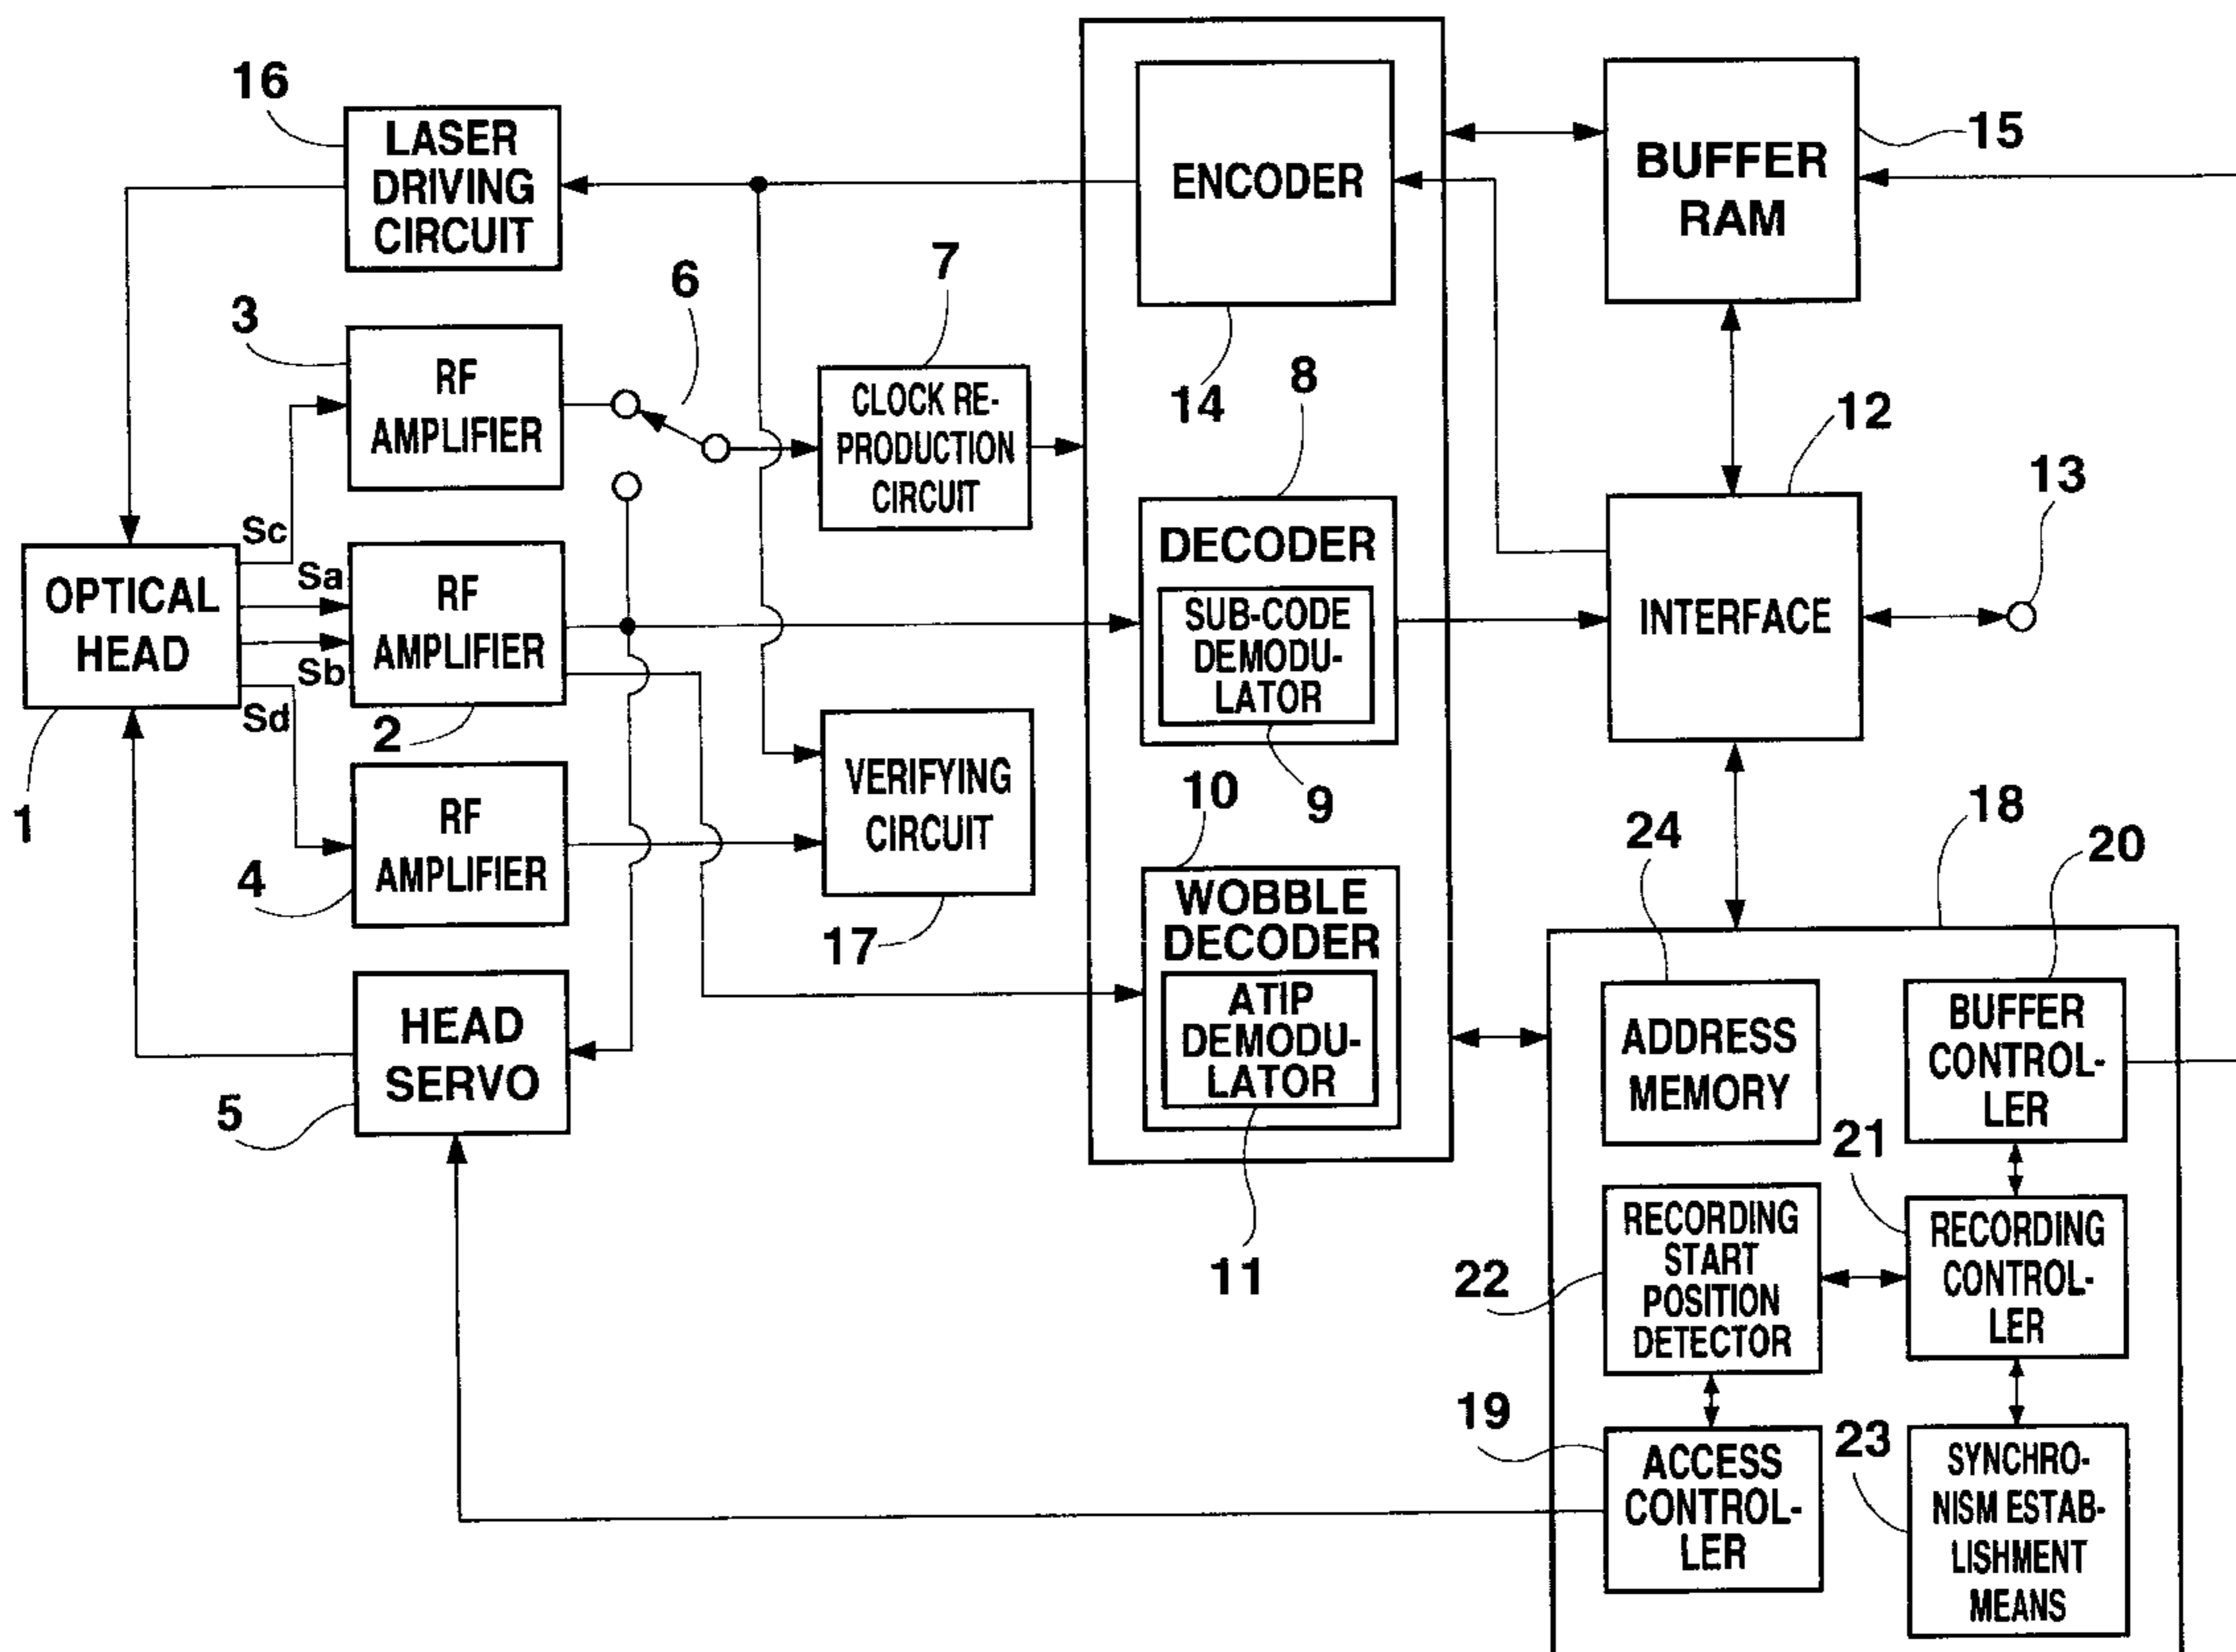 16
LASER
DRIVING
CIRCUIT
ENCODER
14
BUFFER
RAM
15
3
RF
AMPLIFIER
6
7
CLOCK RE-
PRODUCTION
CIRCUIT
8
DECODER
SUB-CODE
DEMODU-
LATOR
9
12
INTERFACE
13
OPTICAL
HEAD
1
Sc
Sa
Sb
Sd
RF
AMPLIFIER
2
RF
AMPLIFIER
4
VERIFYING
CIRCUIT
17
10
WOBBLE
DECODER
ATIP
DEMODU-
LATOR
11
HEAD
SERVO
5
18
24
ADDRESS
MEMORY
20
BUFFER
CONTROL-
LER
21
RECORDING
CONTROL-
LER
22
RECORDING
START
POSITION
DETECTOR
19
ACCESS
CONTROL-
LER
23
SYNCHRO-
NISM ESTAB-
LISHMENT
MEANS